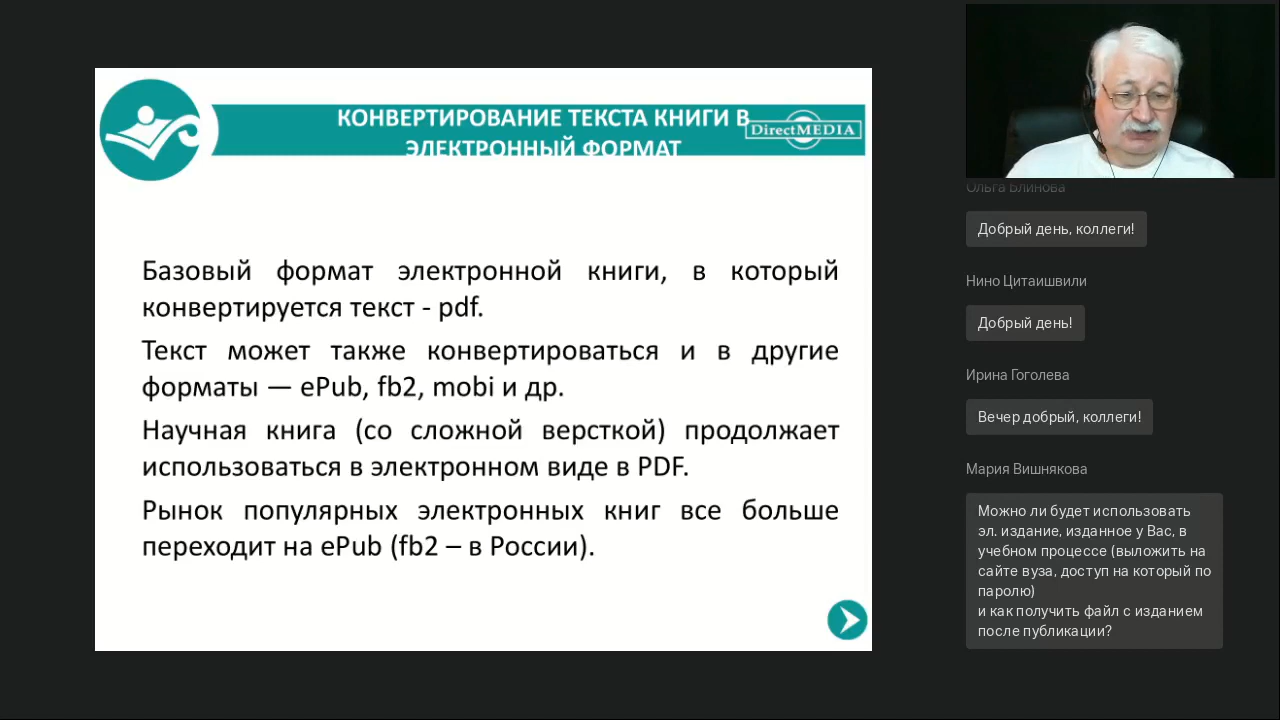 КОНВЕРТИРОВАНИЕ ТЕКСТА КНИГИ В
ЭЛЕКТРОННЫЙ ФОРМАТ
DirectMEDIA
Базовый формат электронной книги, в который
конвертируется текст - pdf.
Текст может также конвертироваться и в другие
форматы — ePub, fb2, mobi и др.
Научная книга (со сложной версткой) продолжает
использоваться в электронном виде в PDF.
Рынок популярных электронных книг все больше
переходит на ePub (fb2 – в России).
Ольга Блинова
Добрый день, коллеги!
Нино Цитаишвили
Добрый день!
Ирина Гоголева
Вечер добрый, коллеги!
Мария Вишнякова
Можно ли будет использовать
эл. издание, изданное у Вас, в
учебном процессе (выложить на
сайте вуза, доступ на который по
паролю)
и как получить файл с изданием
после публикации?